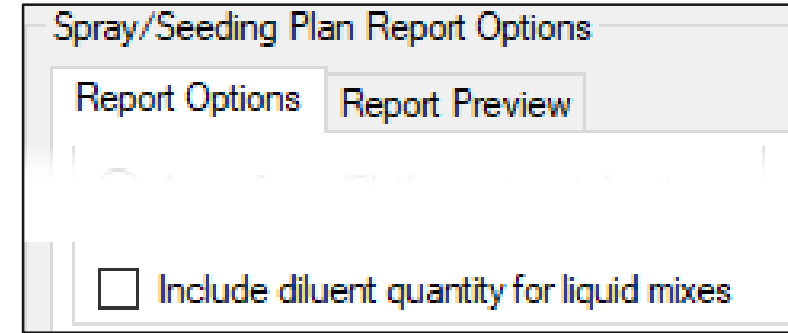 Spray/Seeding Plan Report Options
Report Options
Report Preview
Include diluent quantity for liquid mixes